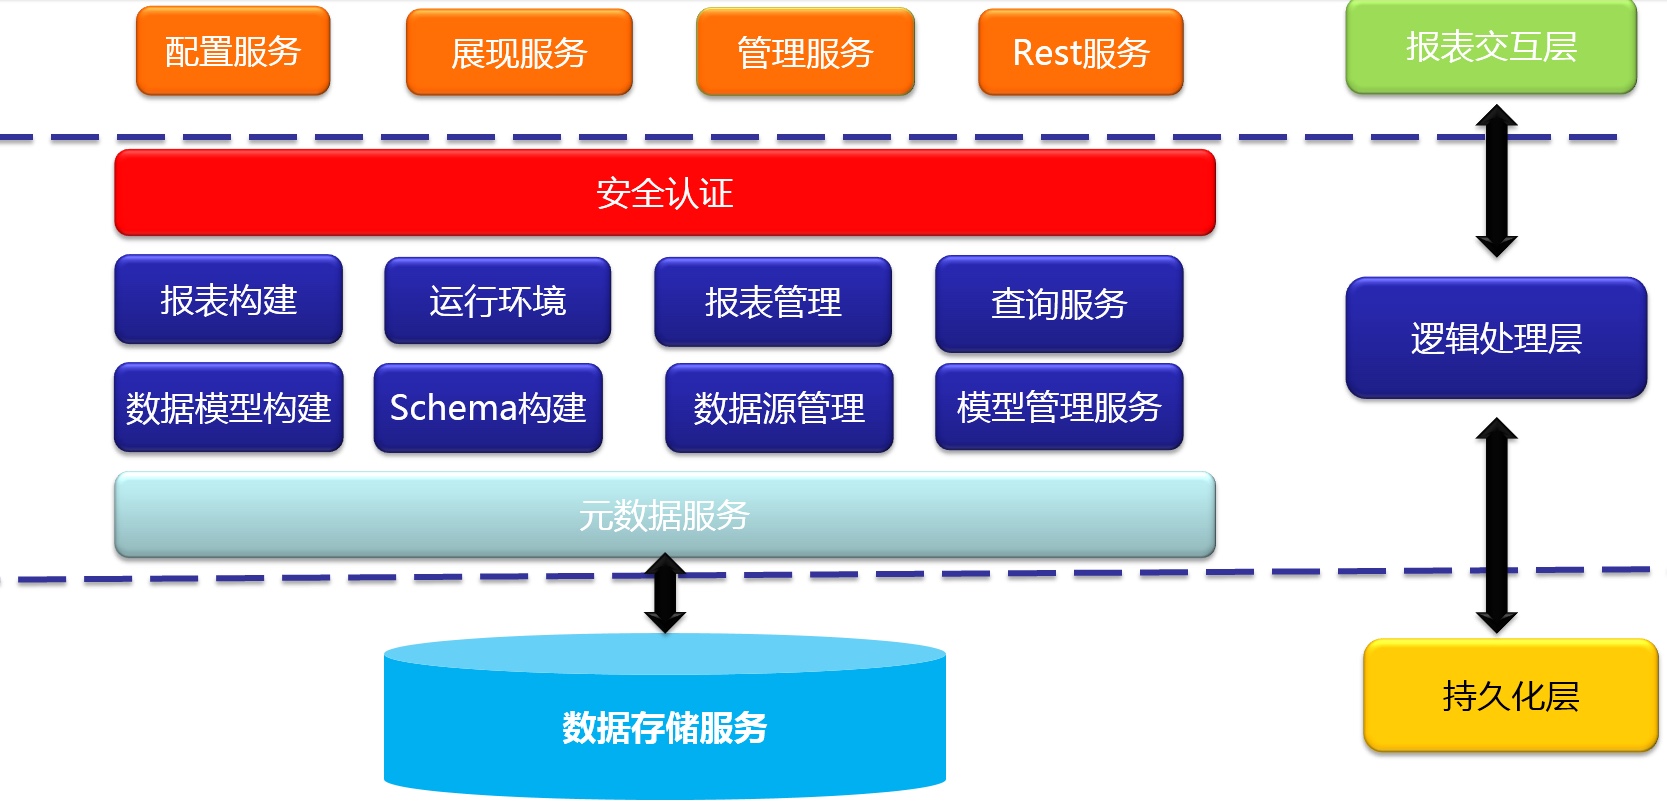 配置服务
展现服务
管理服务
Rest服务
报表交互层
安全认证
报表构建
运行环境
报表管理
查询服务
逻辑处理层
数据模型构建
Schema构建
数据源管理
模型管理服务
元数据服务
数据存储服务
持久化层